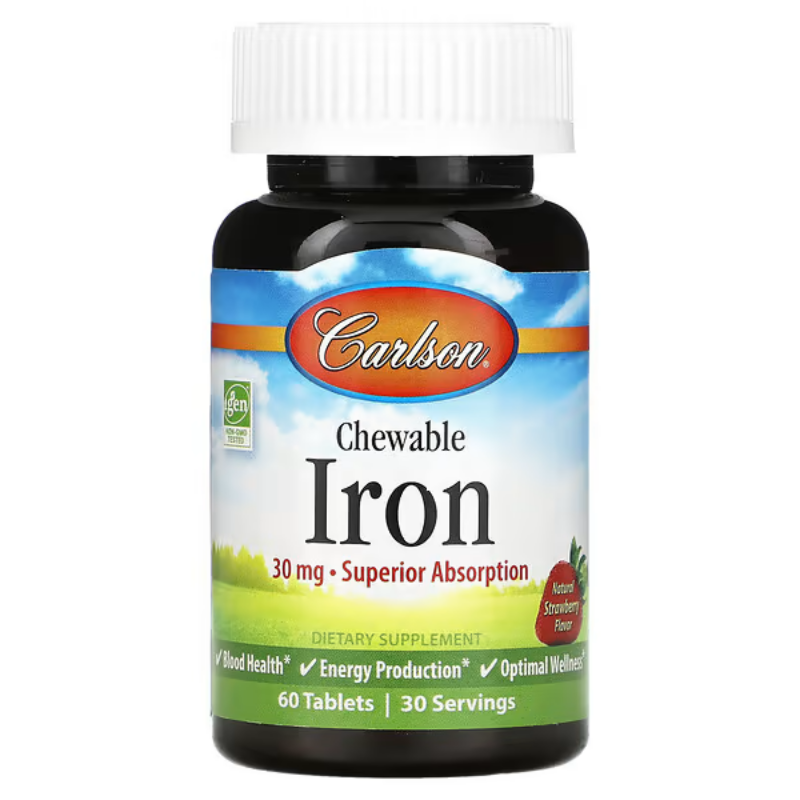 Carlson®
igen
NON-GMO
TESTED
Chewable
Iron
30 mg • Superior Absorption
Natural
Strawberry
Flavor
DIETARY SUPPLEMENT
✓Blood Health* ✓Energy Production* ✓Optimal Wellness*
60 Tablets | 30 Servings